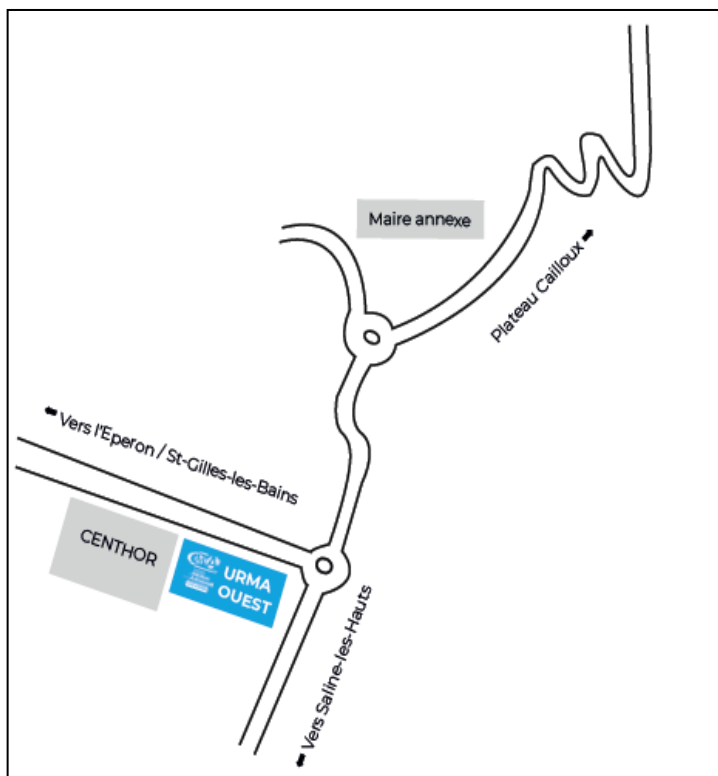 Maire annexe
Plateau Cailloux
Vers l'Eperon / St-Gilles-les-Bains
CENTHOR
URMA
OUEST
Vers Saline-les-Hauts